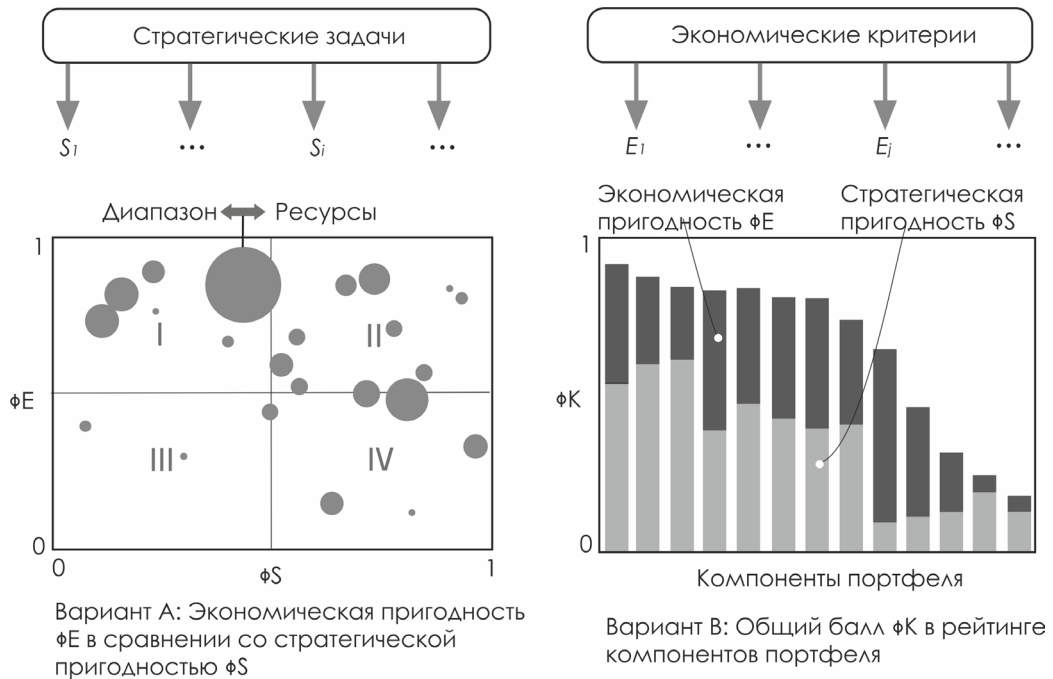 Стратегические задачи
S1
...
Si
...
Диапазон
Ресурсы
1
I
II
ФE
III
IV
0
0
ФS
1
Вариант A: Экономическая пригодность
ФE в сравнении со стратегической
пригодностью ФS
Экономические критерии
E1
...
Ej
...
Экономическая
пригодность ФE
Стратегическая
пригодность ФS
1
ФK
0
Компоненты портфеля
Вариант B: Общий балл ФK в рейтинге
компонентов портфеля